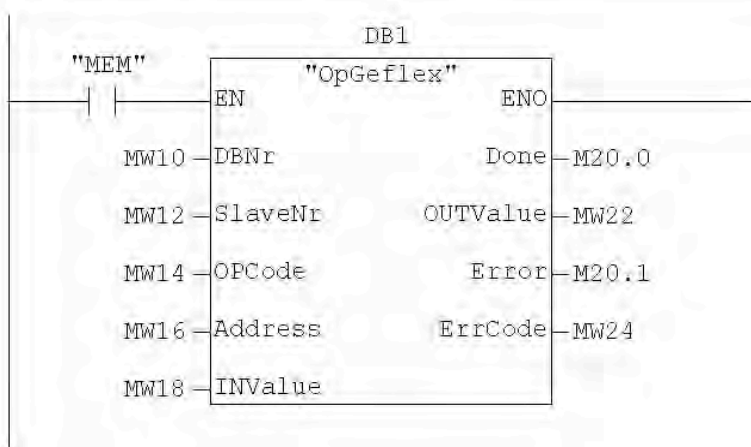 DB1
"MEM"
"OpGeflex"
EN ENO
MW10 DBNr Done M20.0
MW12 SlaveNr OUTValue MW22
MW14 OPCode Error M20.1
MW16 Address ErrCode MW24
MW18 INValue